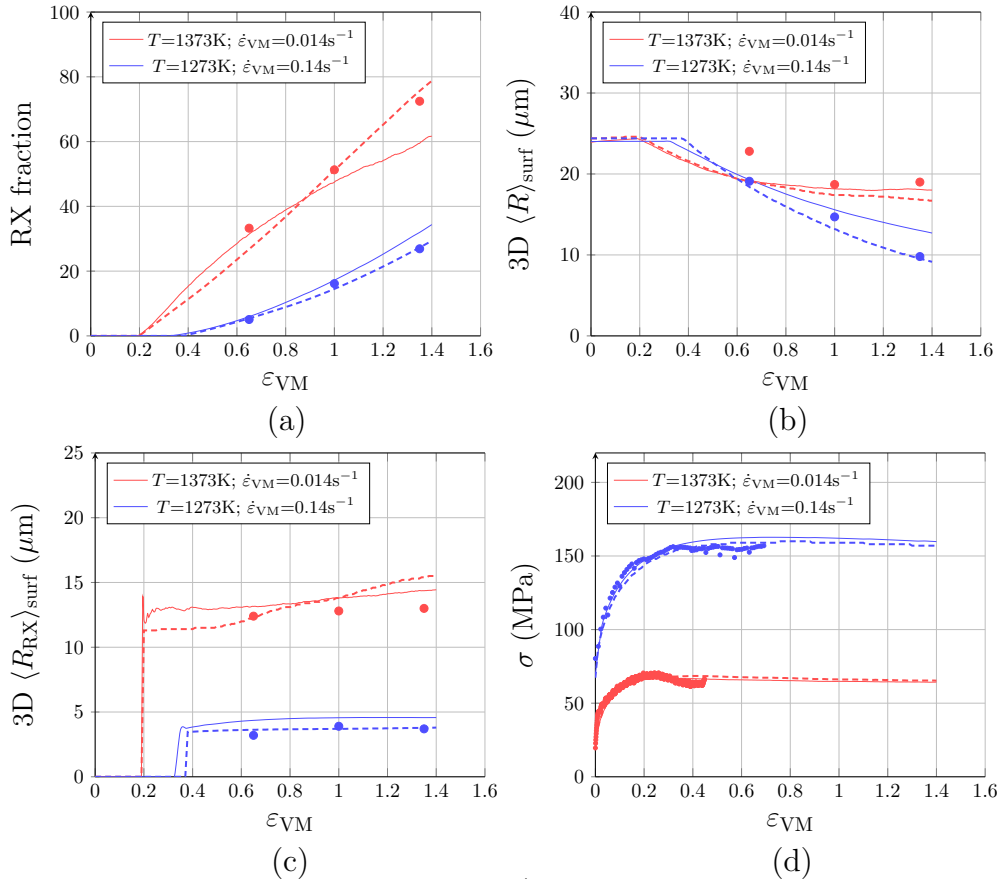 T=1373K; ε̇VM=0.014s⁻¹
T=1273K; ε̇VM=0.14s⁻¹
RX fraction
100
80
60
40
20
0
0 0.2 0.4 0.6 0.8 1 1.2 1.4 1.6
εVM
(a)
T=1373K; ε̇VM=0.014s⁻¹
T=1273K; ε̇VM=0.14s⁻¹
3D ⟨R⟩surf (μm)
40
30
20
10
0
0 0.2 0.4 0.6 0.8 1 1.2 1.4 1.6
εVM
(b)
T=1373K; ε̇VM=0.014s⁻¹
T=1273K; ε̇VM=0.14s⁻¹
3D ⟨RRX⟩surf (μm)
25
20
15
10
5
0
0 0.2 0.4 0.6 0.8 1 1.2 1.4 1.6
εVM
(c)
T=1373K; ε̇VM=0.014s⁻¹
T=1273K; ε̇VM=0.14s⁻¹
σ (MPa)
200
150
100
50
0
0 0.2 0.4 0.6 0.8 1 1.2 1.4 1.6
εVM
(d)